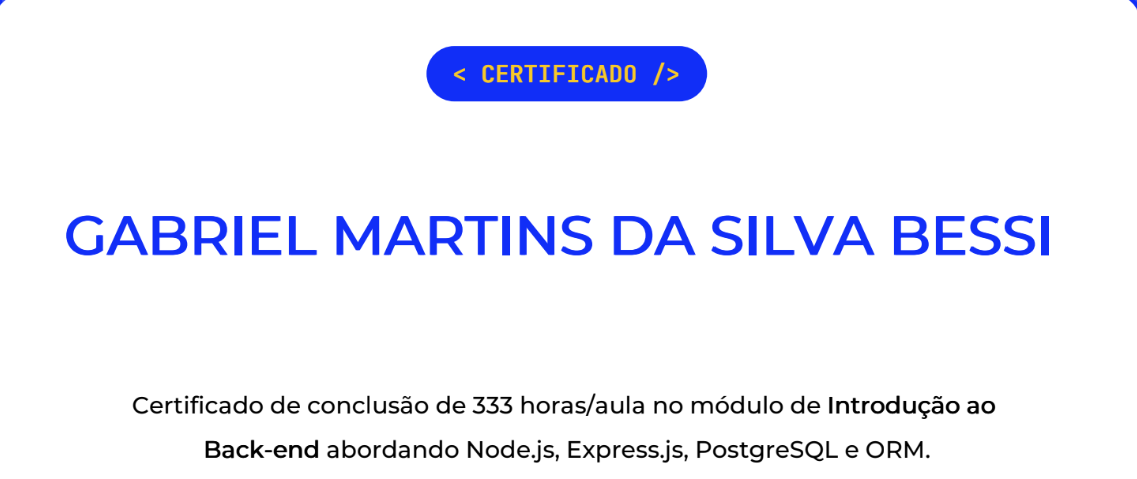 < CERTIFICADO />
GABRIEL MARTINS DA SILVA BESSI
Certificado de conclusão de 333 horas/aula no módulo de Introdução ao
Back-end abordando Node.js, Express.js, PostgreSQL e ORM.